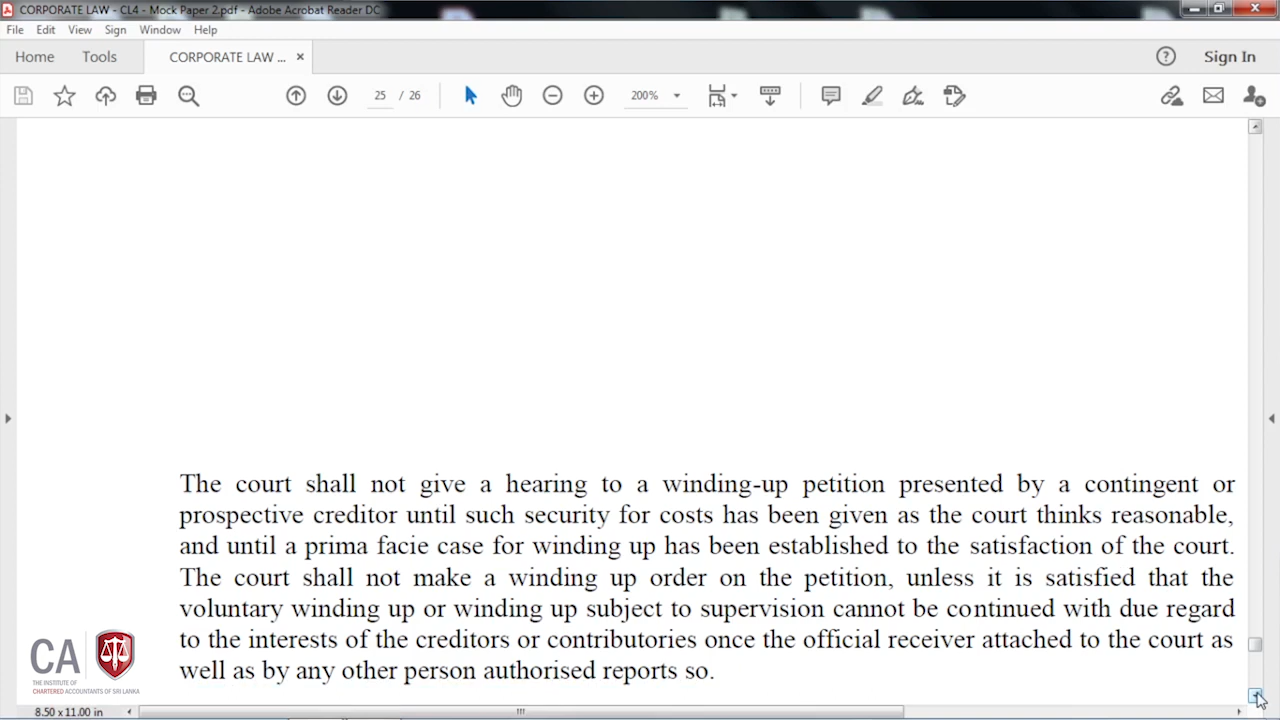 CORPORATE LAW - CL4 - Mock Paper 2.pdf - Adobe Acrobat Reader DC
File Edit View Sign Window Help
Home Tools CORPORATE LAW ... × ? Sign In
25 / 26 200%
The court shall not give a hearing to a winding-up petition presented by a contingent or
prospective creditor until such security for costs has been given as the court thinks reasonable,
and until a prima facie case for winding up has been established to the satisfaction of the court.
The court shall not make a winding up order on the petition, unless it is satisfied that the
voluntary winding up or winding up subject to supervision cannot be continued with due regard
to the interests of the creditors or contributories once the official receiver attached to the court as
well as by any other person authorised reports so.
CA
THE INSTITUTE OF
CHARTERED ACCOUNTANTS OF SRI LANKA
8.50 x 11.00 in